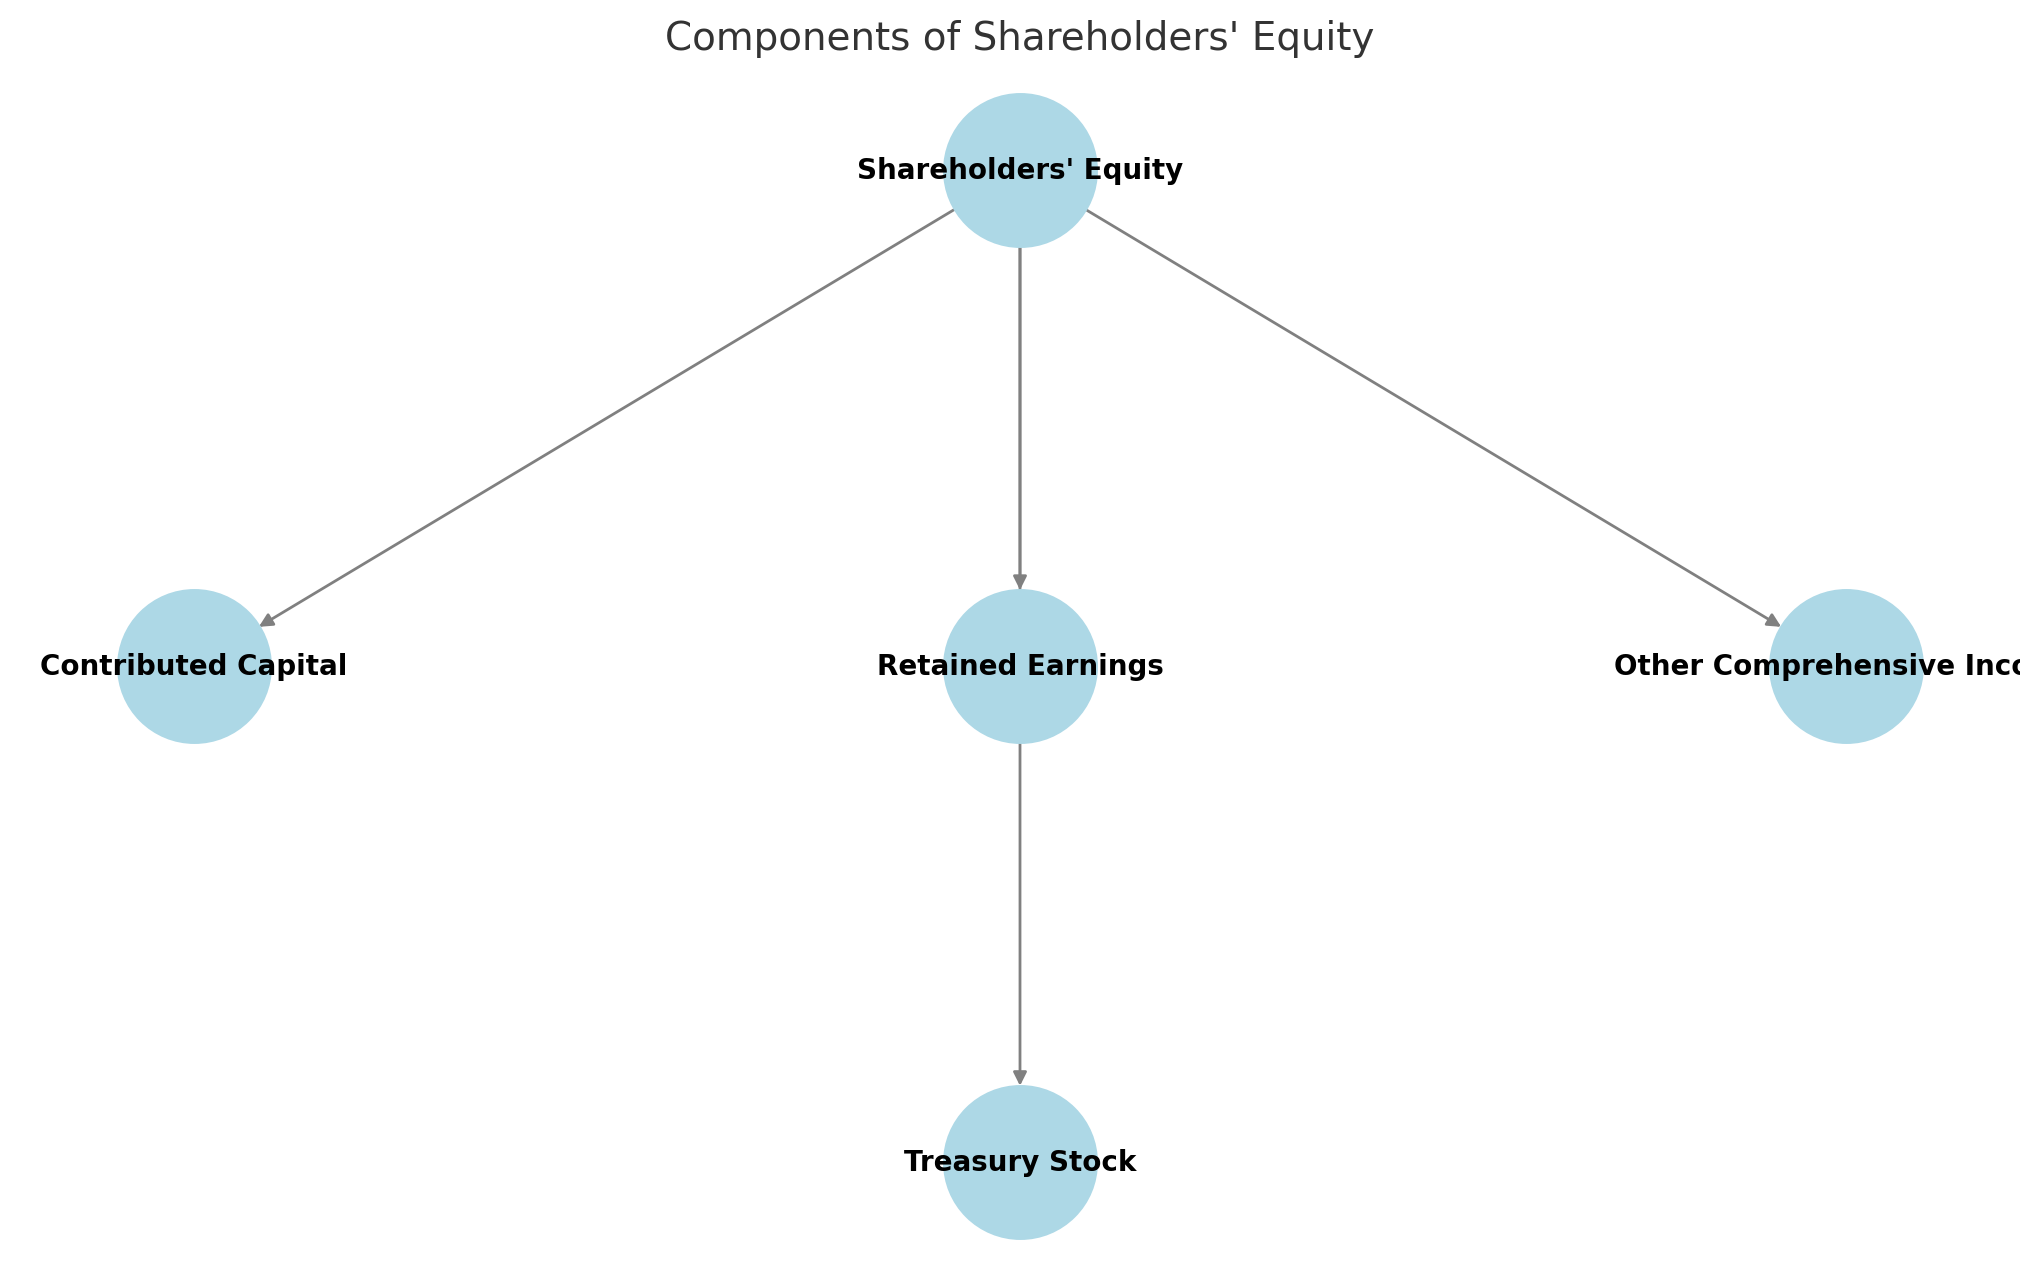 Components of Shareholders' Equity
Shareholders' Equity
Contributed Capital
Retained Earnings
Other Comprehensive Inco
Treasury Stock